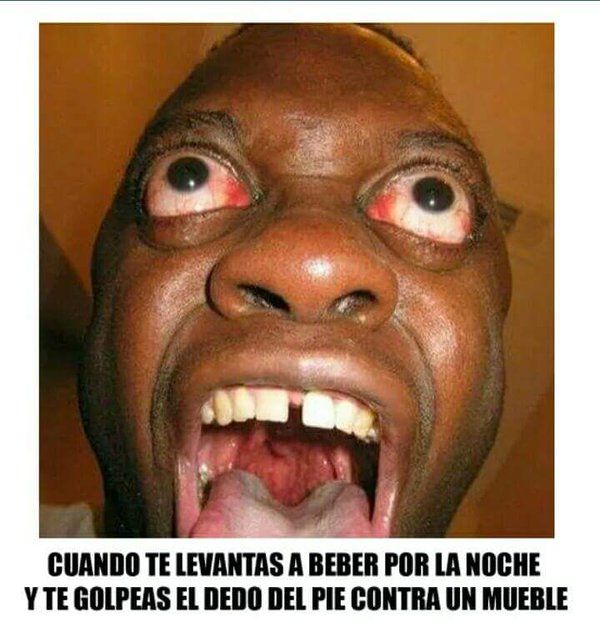 CUANDO TE LEVANTAS A BEBER POR LA NOCHE
Y TE GOLPEAS EL DEDO DEL PIE CONTRA UN MUEBLE